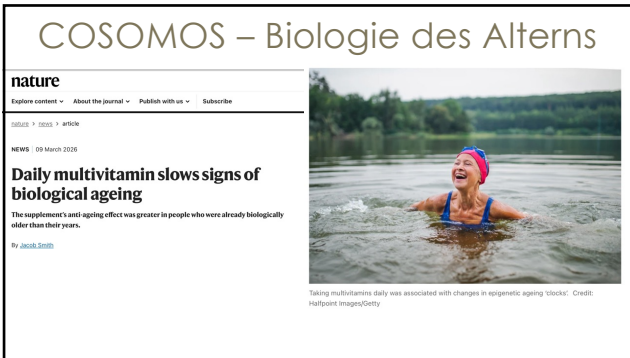 COSOMOS – Biologie des Alterns
nature
Explore content About the journal Publish with us Subscribe
nature > news > article
NEWS | 09 March 2026
Daily multivitamin slows signs of
biological ageing
The supplement's anti-ageing effect was greater in people who were already biologically
older than their years.
By Jacob Smith
Taking multivitamins daily was associated with changes in epigenetic ageing 'clocks'. Credit:
Halfpoint Images/Getty